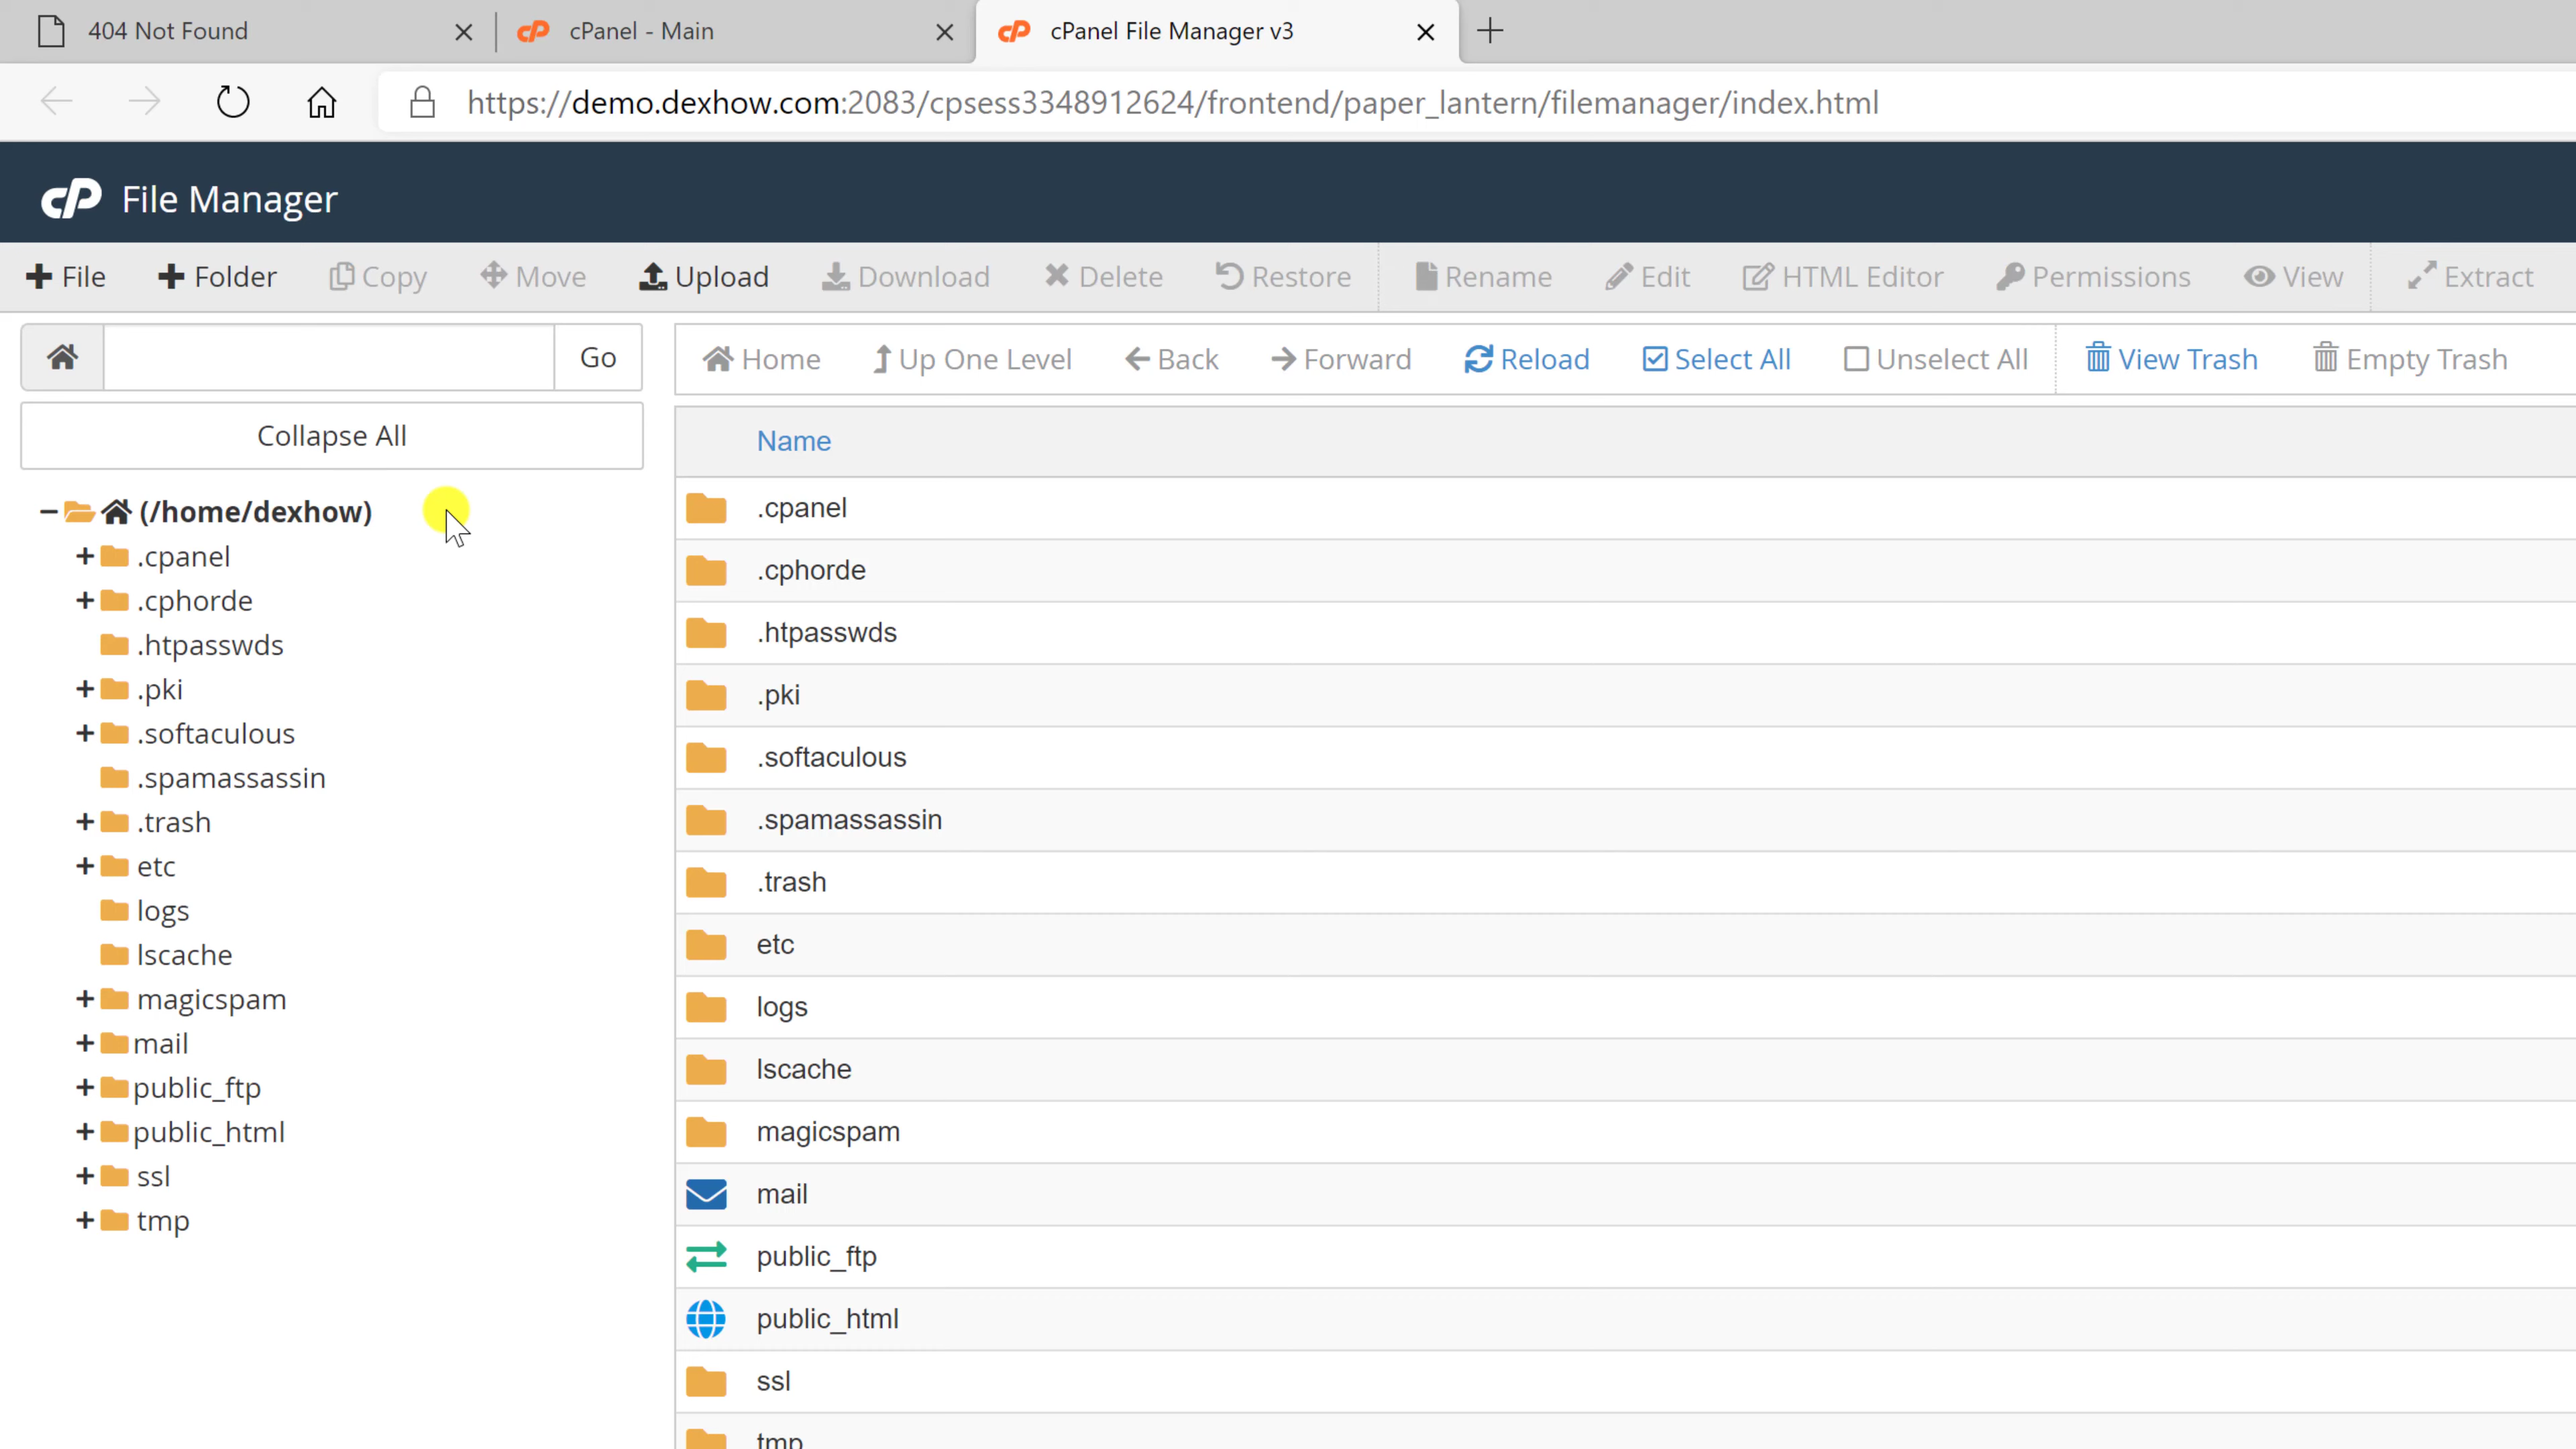 404 Not Found
cPanel - Main
cPanel File Manager v3
https://demo.dexhow.com:2083/cpsess3348912624/frontend/paper_lantern/filemanager/index.html
cP File Manager
File Folder Copy Move Upload Download Delete Restore Rename Edit HTML Editor Permissions View Extract
Go
Home Up One Level Back Forward Reload Select All Unselect All View Trash Empty Trash
Collapse All
(/home/dexhow)
.cpanel
.cphorde
.htpasswds
.pki
.softaculous
.spamassassin
.trash
etc
logs
lscache
magicspam
mail
public_ftp
public_html
ssl
tmp
Name
.cpanel
.cphorde
.htpasswds
.pki
.softaculous
.spamassassin
.trash
etc
logs
lscache
magicspam
mail
public_ftp
public_html
ssl
tmp